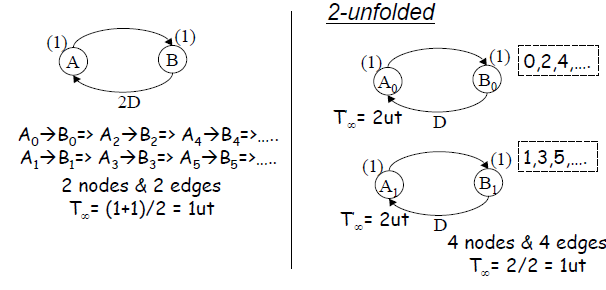 (1)
(1)
A
B
2D
A₀→B₀=> A₂→B₂=> A₄→B₄=>.....
A₁→B₁=> A₃→B₃=> A₅→B₅=>.....
2 nodes & 2 edges
T∞= (1+1)/2 = 1ut
2-unfolded
(1)
(1)
0,2,4,....
A₀
B₀
T∞= 2ut
D
(1)
(1)
1,3,5,....
A₁
B₁
T∞= 2ut
D
4 nodes & 4 edges
T∞= 2/2 = 1ut